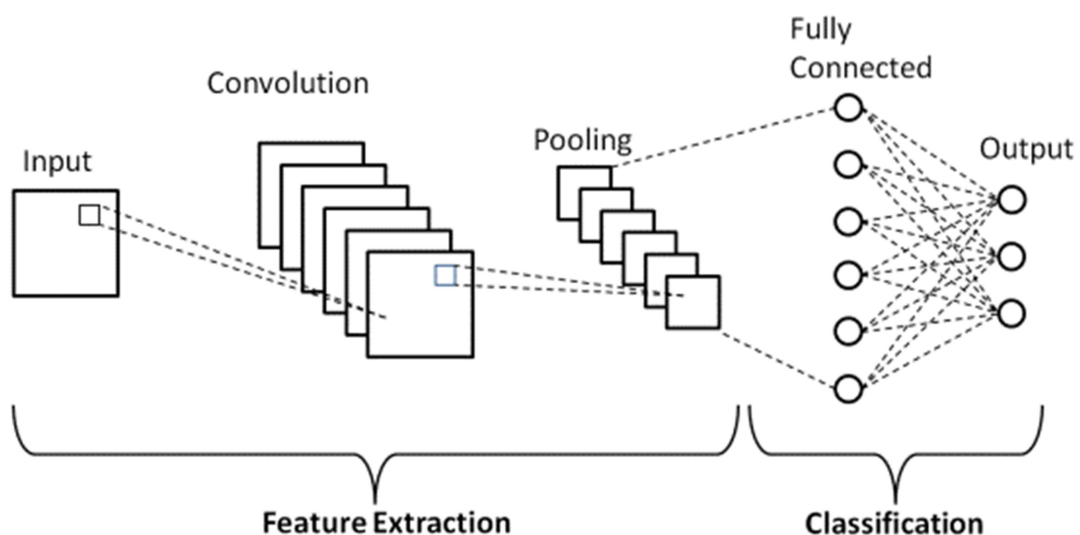 Input
Convolution
Pooling
Fully
Connected
Output
Feature Extraction
Classification